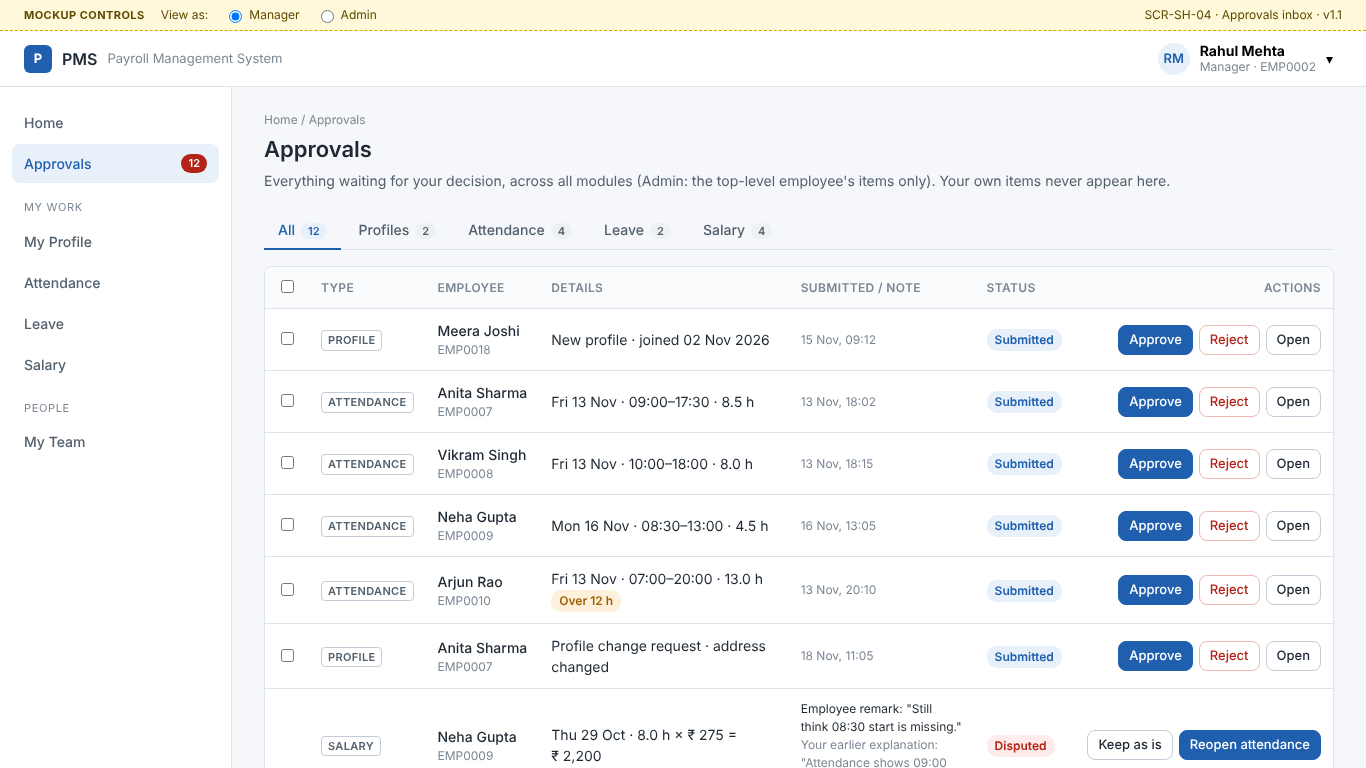 MOCKUP CONTROLS View as: Manager Admin SCR-SH-04 · Approvals inbox · v1.1
P PMS Payroll Management System RM Rahul Mehta ▼
Manager · EMP0002
Home
Approvals 12
MY WORK
My Profile
Attendance
Leave
Salary
PEOPLE
My Team
Home / Approvals
Approvals
Everything waiting for your decision, across all modules (Admin: the top-level employee's items only). Your own items never appear here.
All 12 Profiles 2 Attendance 4 Leave 2 Salary 4
TYPE EMPLOYEE DETAILS SUBMITTED / NOTE STATUS ACTIONS
PROFILE Meera Joshi New profile · joined 02 Nov 2026 15 Nov, 09:12 Submitted Approve Reject Open
EMP0018
ATTENDANCE Anita Sharma Fri 13 Nov · 09:00–17:30 · 8.5 h 13 Nov, 18:02 Submitted Approve Reject Open
EMP0007
ATTENDANCE Vikram Singh Fri 13 Nov · 10:00–18:00 · 8.0 h 13 Nov, 18:15 Submitted Approve Reject Open
EMP0008
ATTENDANCE Neha Gupta Mon 16 Nov · 08:30–13:00 · 4.5 h 16 Nov, 13:05 Submitted Approve Reject Open
EMP0009
ATTENDANCE Arjun Rao Fri 13 Nov · 07:00–20:00 · 13.0 h 13 Nov, 20:10 Submitted Approve Reject Open
EMP0010 Over 12 h
PROFILE Anita Sharma Profile change request · address 18 Nov, 11:05 Submitted Approve Reject Open
EMP0007 changed
Employee remark: "Still
think 08:30 start is missing."
SALARY Neha Gupta Thu 29 Oct · 8.0 h × ₹ 275 = Your earlier explanation: Disputed Keep as is Reopen attendance
EMP0009 ₹ 2,200 "Attendance shows 09:00